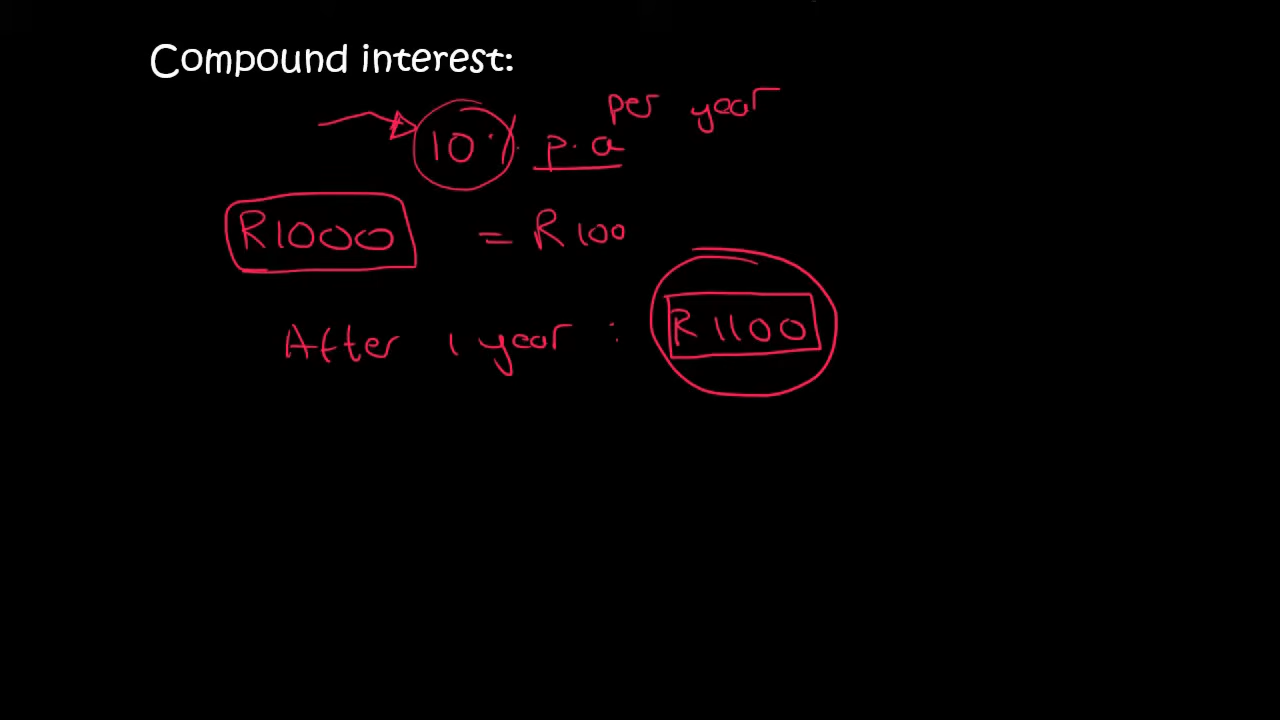 Compound interest:
per year
10% p.a
R1000 = R100
After 1 year : R1100